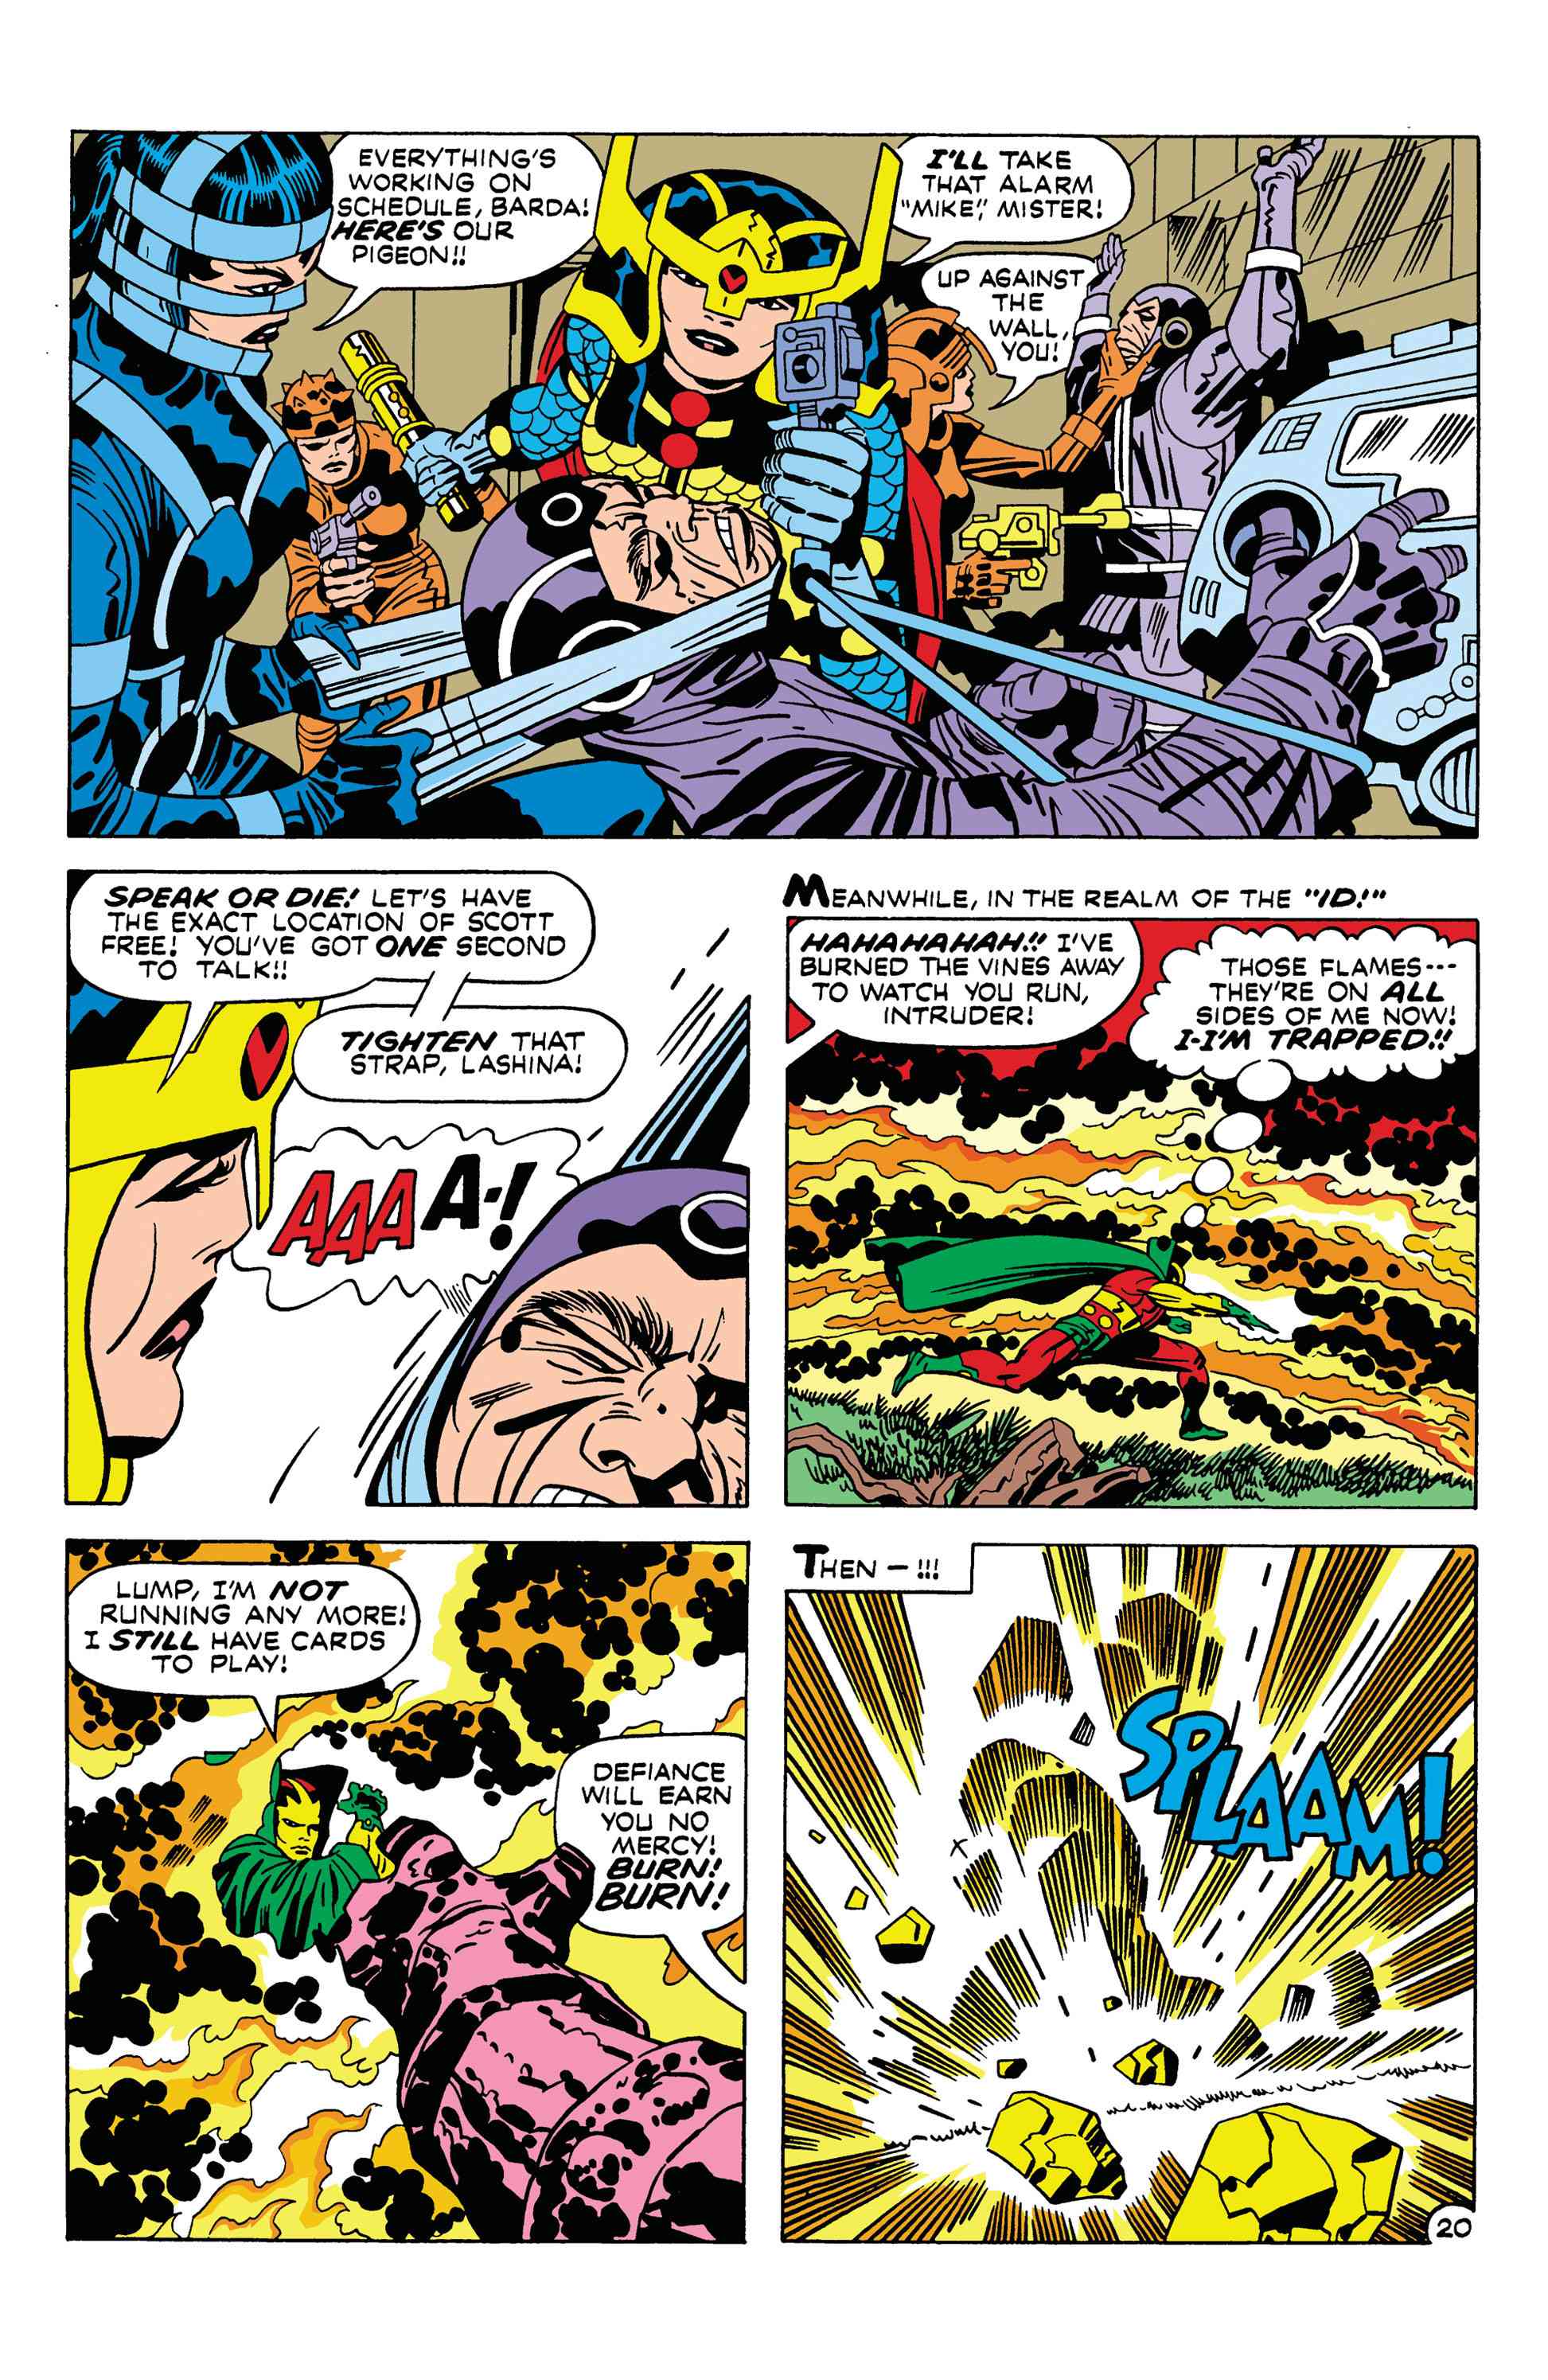 EVERYTHING'S
WORKING ON
SCHEDULE, BARDA!
HERE'S OUR
PIGEON!!
I'LL TAKE
THAT ALARM
"MIKE", MISTER!
UP AGAINST
THE
WALL,
YOU!
SPEAK OR DIE! LET'S HAVE
THE EXACT LOCATION OF SCOTT
FREE! YOU'VE GOT ONE SECOND
TO TALK!!
TIGHTEN THAT
STRAP, LASHINA!
AAAA-!
MEANWHILE, IN THE REALM OF THE "ID!"
HAHAHAHAH!! I'VE
BURNED THE VINES AWAY
TO WATCH YOU RUN,
INTRUDER!
THOSE FLAMES---
THEY'RE ON ALL
SIDES OF ME NOW!
I-I'M TRAPPED!!
LUMP, I'M NOT
RUNNING ANY MORE!
I STILL HAVE CARDS
TO PLAY!
DEFIANCE
WILL EARN
YOU NO
MERCY!
BURN!
BURN!
THEN — !!!
SPLAAM!
20